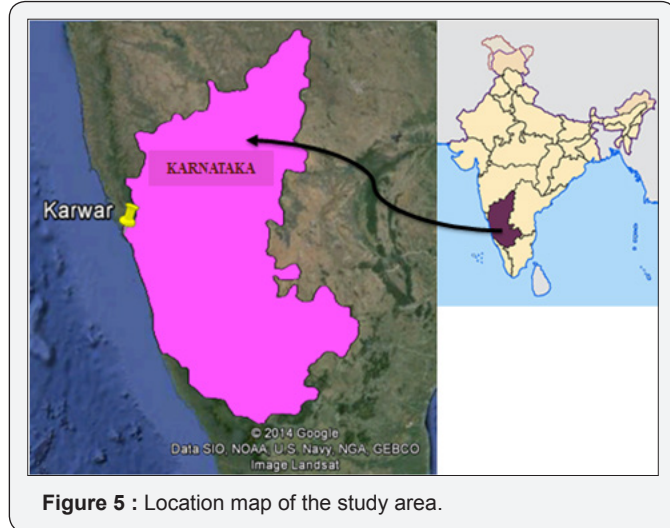 KARNATAKA
Karwar
© 2014 Google
Data SIO, NOAA, U.S. Navy, NGA, GEBCO
Image Landsat
Figure 5 : Location map of the study area.